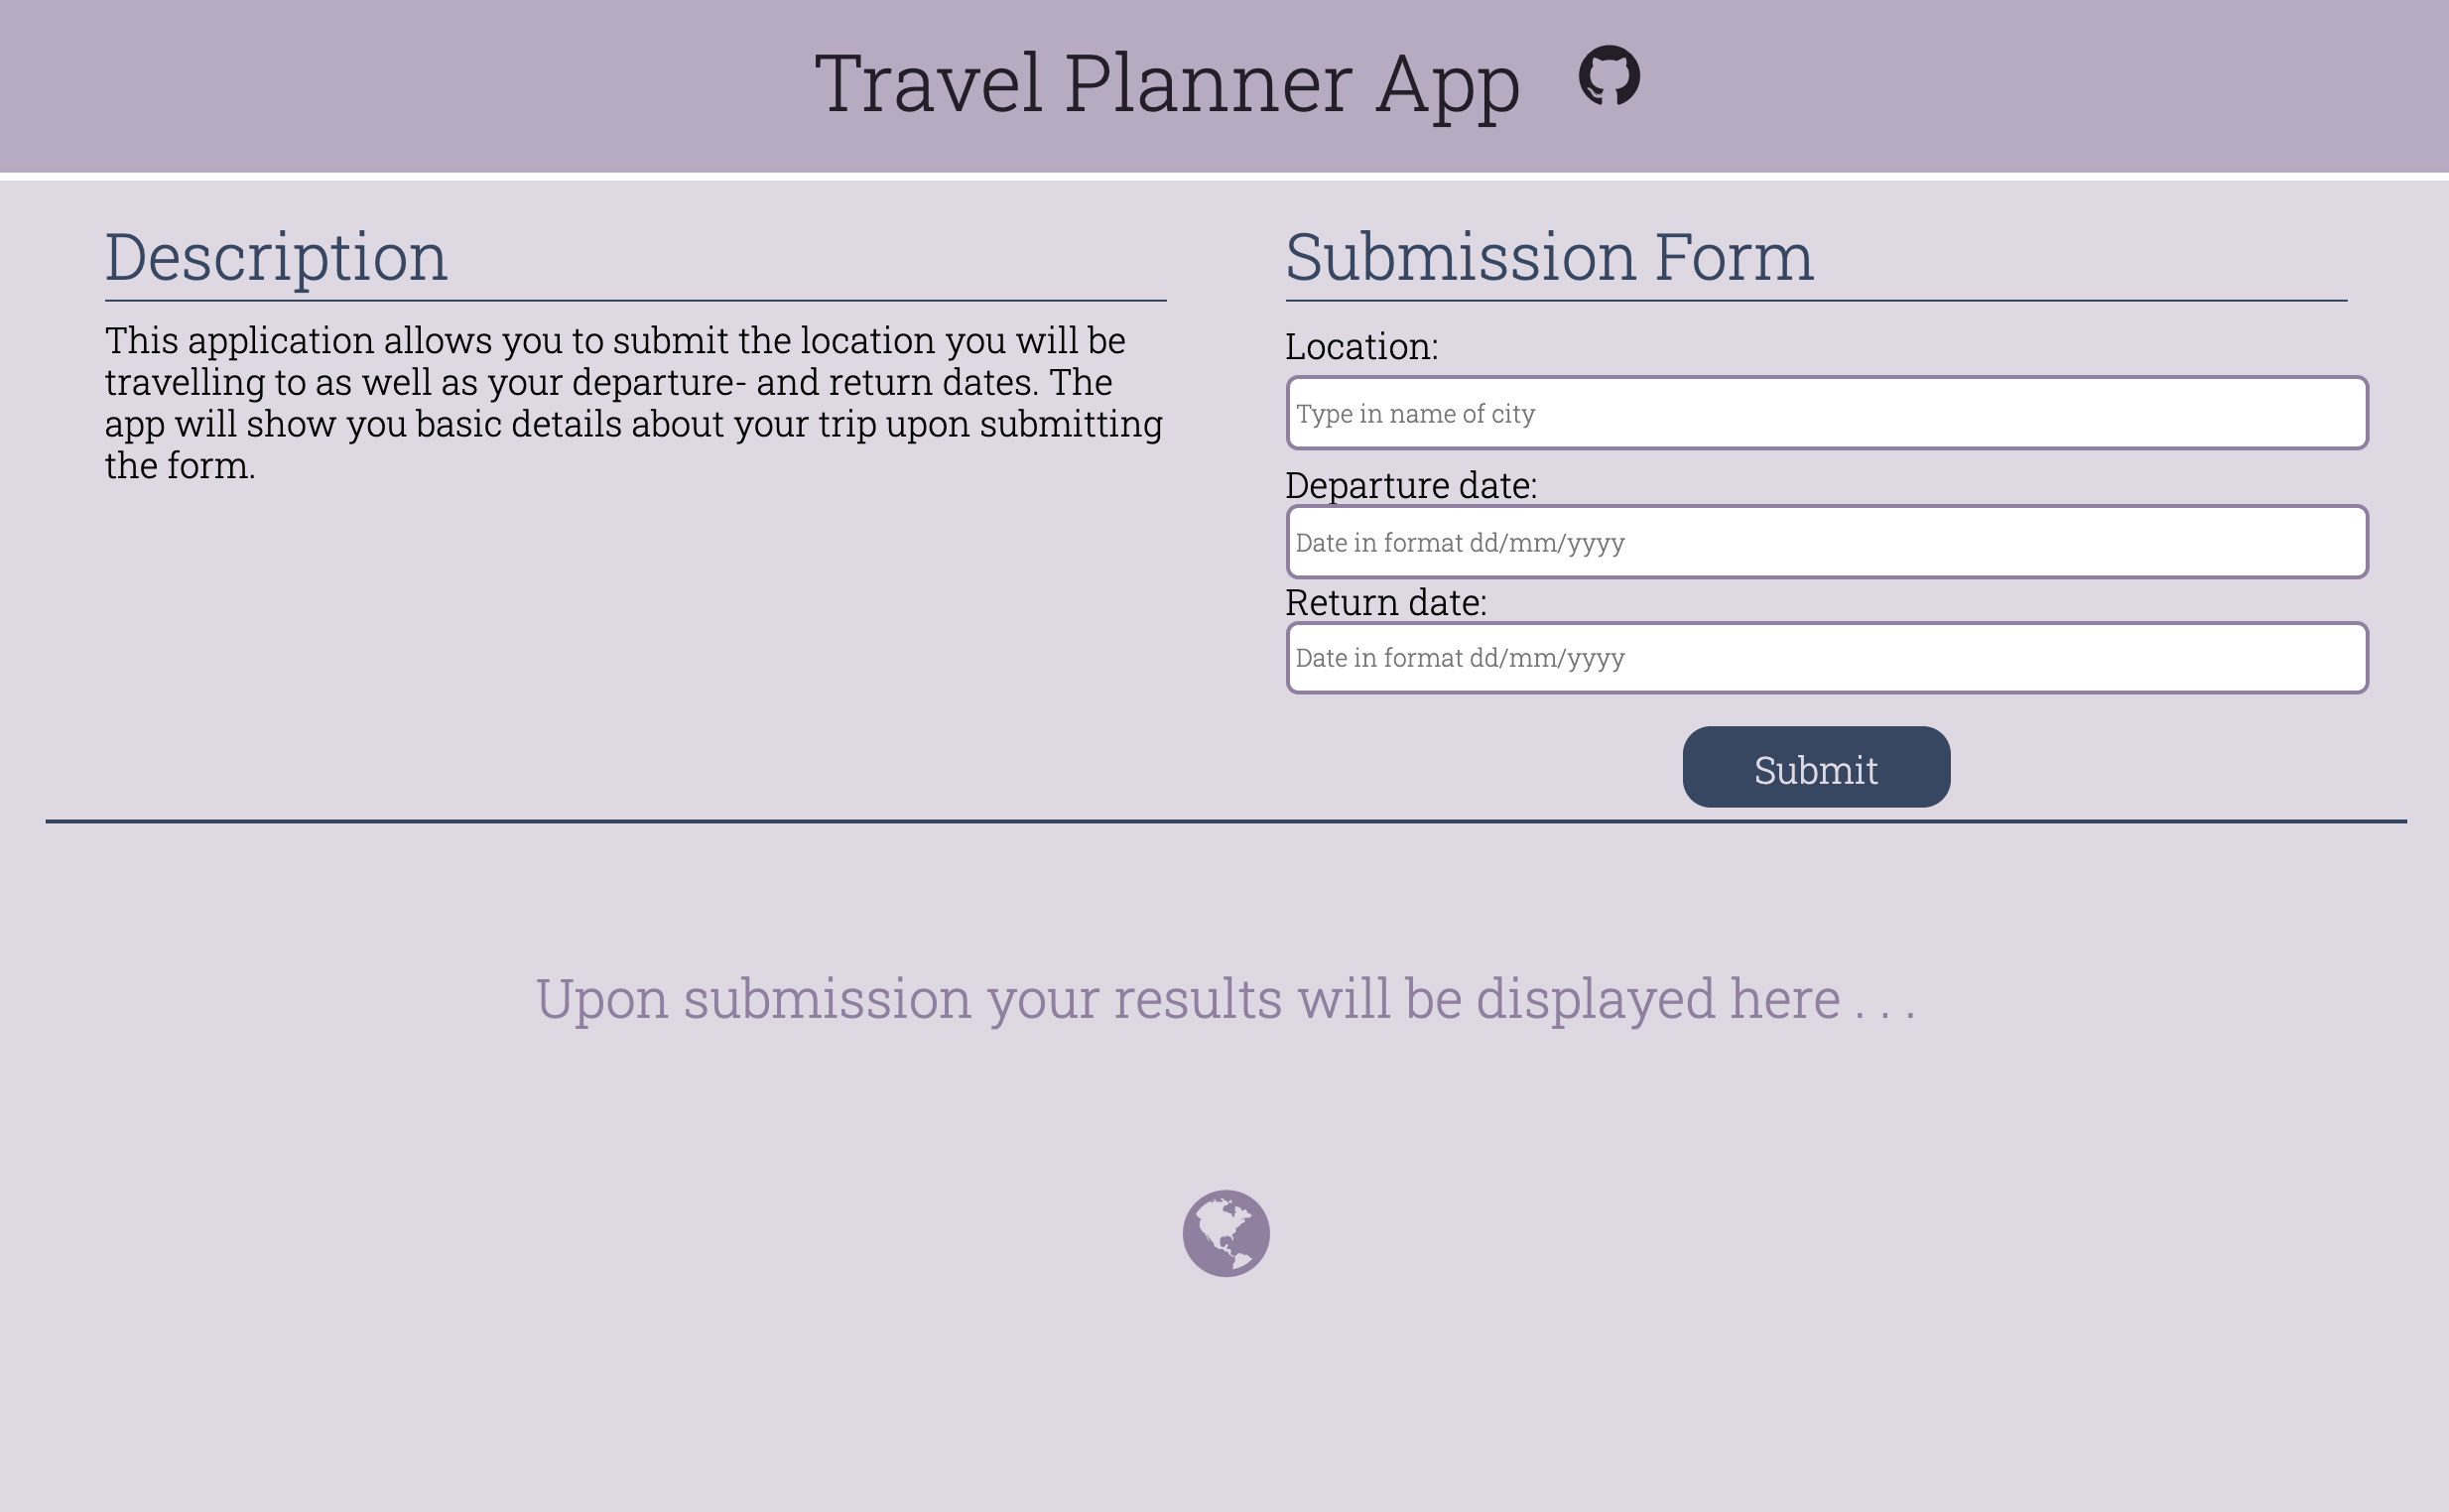 Travel Planner App
Description
This application allows you to submit the location you will be
travelling to as well as your departure- and return dates. The
app will show you basic details about your trip upon submitting
the form.
Submission Form
Location:
Type in name of city
Departure date:
Date in format dd/mm/yyyy
Return date:
Date in format dd/mm/yyyy
Submit
Upon submission your results will be displayed here . . .